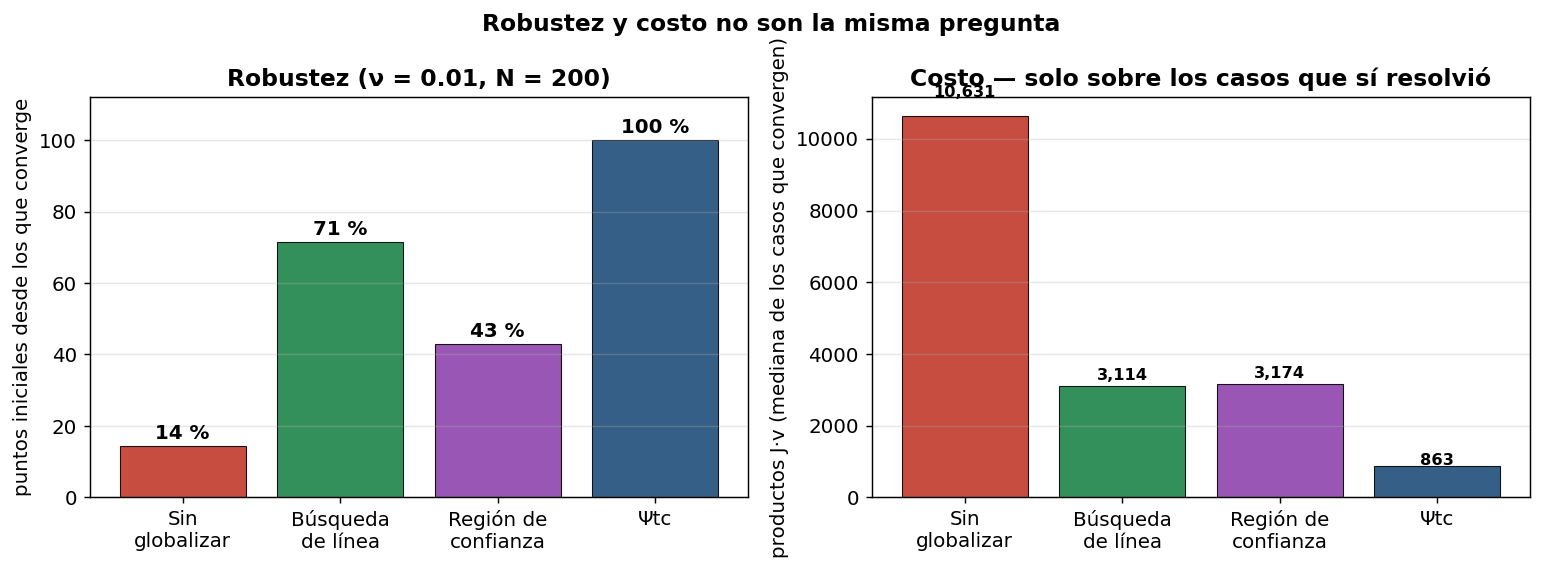 Robustez y costo no son la misma pregunta
Robustez (ν = 0.01, N = 200)
puntos iniciales desde los que converge
100
80
60
40
20
0
14 %
71 %
43 %
100 %
Sin
globalizar
Búsqueda
de línea
Región de
confianza
Ψtc
Costo — solo sobre los casos que sí resolvió
productos J·v (mediana de los casos que convergen)
10000
8000
6000
4000
2000
0
10,631
3,114
3,174
863
Sin
globalizar
Búsqueda
de línea
Región de
confianza
Ψtc